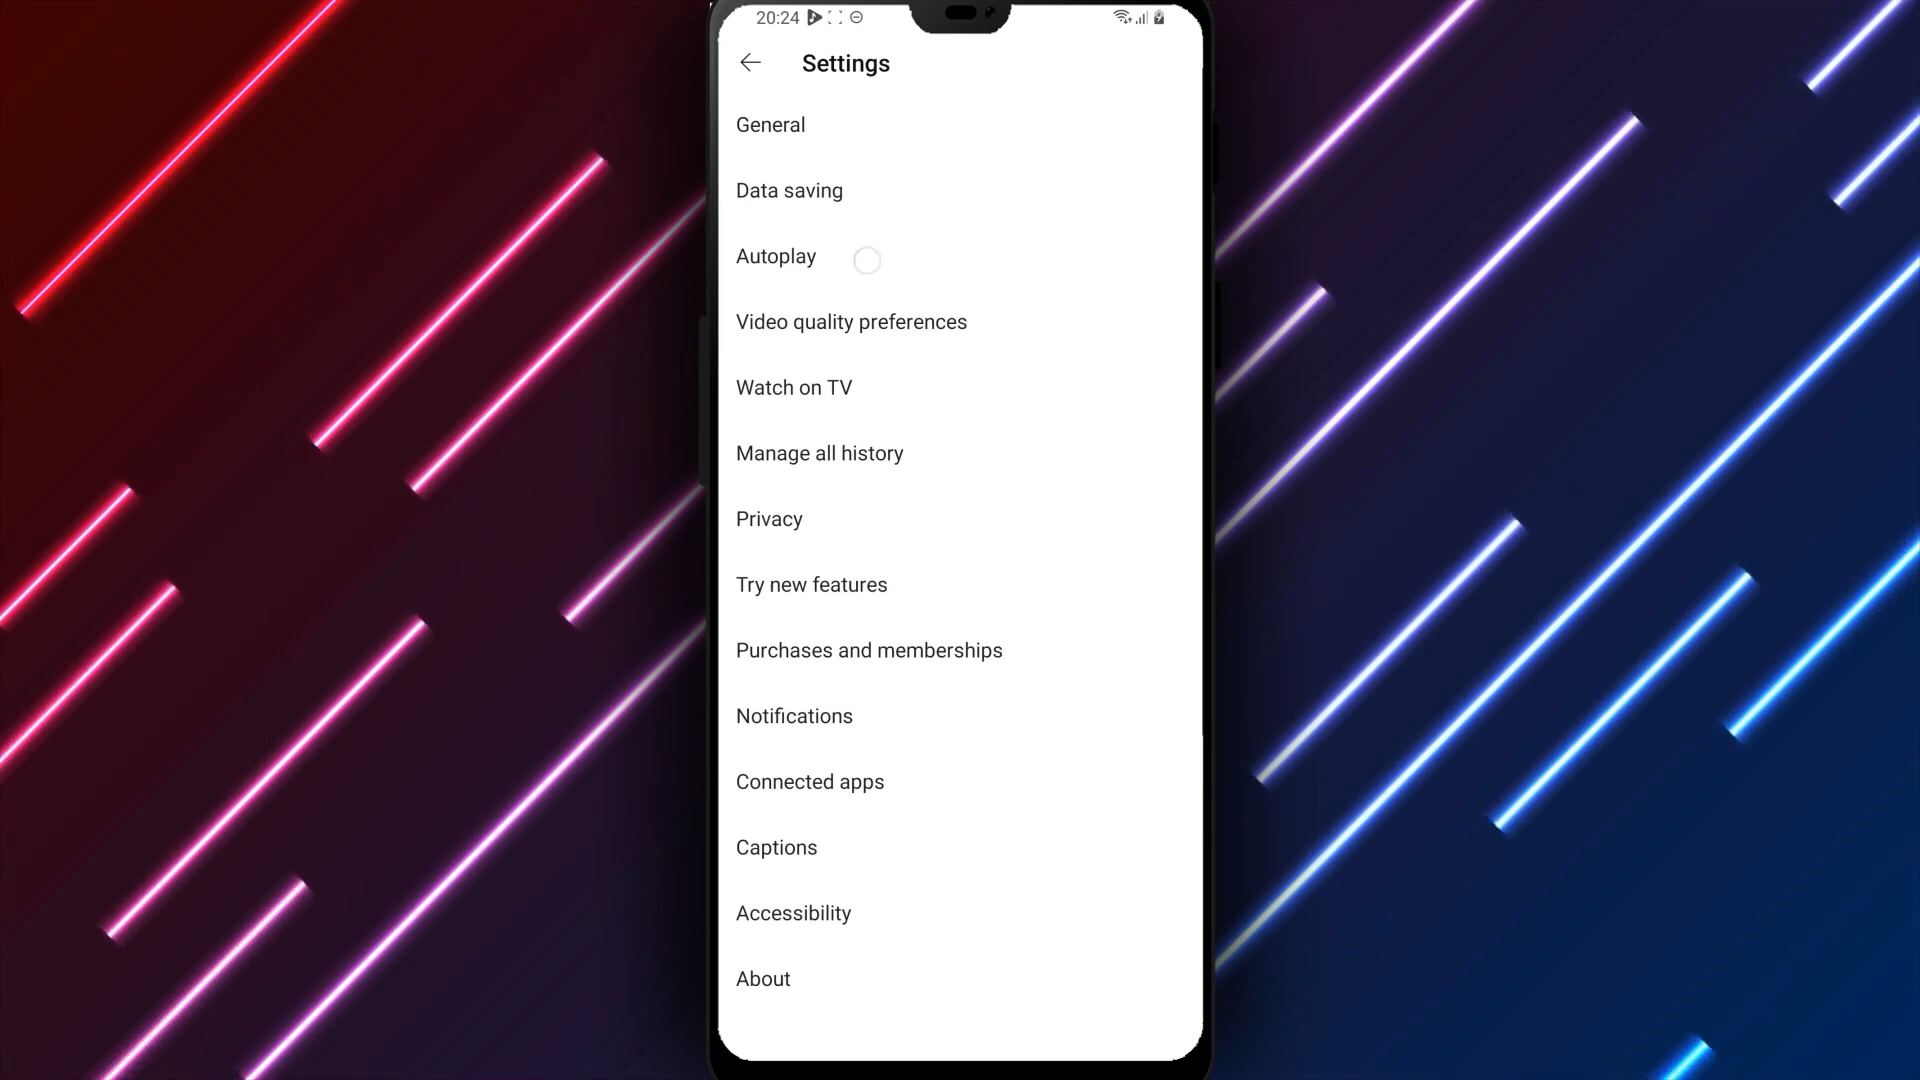 20:24
Settings
General
Data saving
Autoplay
Video quality preferences
Watch on TV
Manage all history
Privacy
Try new features
Purchases and memberships
Notifications
Connected apps
Captions
Accessibility
About